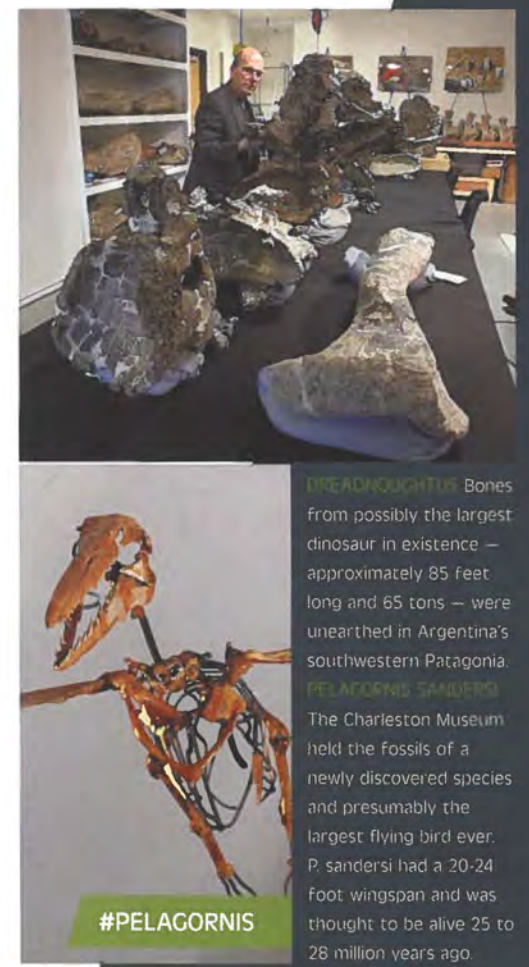 DREADNOUGHTUS Bones
from possibly the largest
dinosaur in existence —
approximately 85 feet
long and 65 tons — were
unearthed in Argentina's
southwestern Patagonia.
PELAGORNIS SANDERSI
The Charleston Museum
held the fossils of a
newly discovered species
and presumably the
largest flying bird ever.
P. sandersi had a 20-24
foot wingspan and was
thought to be alive 25 to
28 million years ago.
#PELAGORNIS